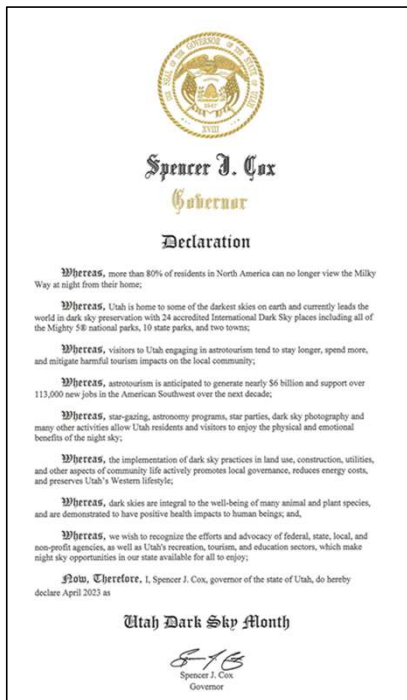 THE SEAL OF THE GOVERNOR OF THE STATE OF UTAH
1847
XVIII
Spencer J. Cox
Governor
Declaration
Whereas, more than 80% of residents in North America can no longer view the Milky
Way at night from their home;
Whereas, Utah is home to some of the darkest skies on earth and currently leads the
world in dark sky preservation with 24 accredited International Dark Sky places including all of
the Mighty 5® national parks, 10 state parks, and two towns;
Whereas, visitors to Utah engaging in astrotourism tend to stay longer, spend more,
and mitigate harmful tourism impacts on the local community;
Whereas, astrotourism is anticipated to generate nearly $6 billion and support over
113,000 new jobs in the American Southwest over the next decade;
Whereas, star-gazing, astronomy programs, star parties, dark sky photography and
many other activities allow Utah residents and visitors to enjoy the physical and emotional
benefits of the night sky;
Whereas, the implementation of dark sky practices in land use, construction, utilities,
and other aspects of community life actively promotes local governance, reduces energy costs,
and preserves Utah's Western lifestyle;
Whereas, dark skies are integral to the well-being of many animal and plant species,
and are demonstrated to have positive health impacts to human beings; and,
Whereas, we wish to recognize the efforts and advocacy of federal, state, local, and
non-profit agencies, as well as Utah's recreation, tourism, and education sectors, which make
night sky opportunities in our state available for all to enjoy;
Now, Therefore, I, Spencer J. Cox, governor of the state of Utah, do hereby
declare April 2023 as
Utah Dark Sky Month
Spencer J. Cox
Governor